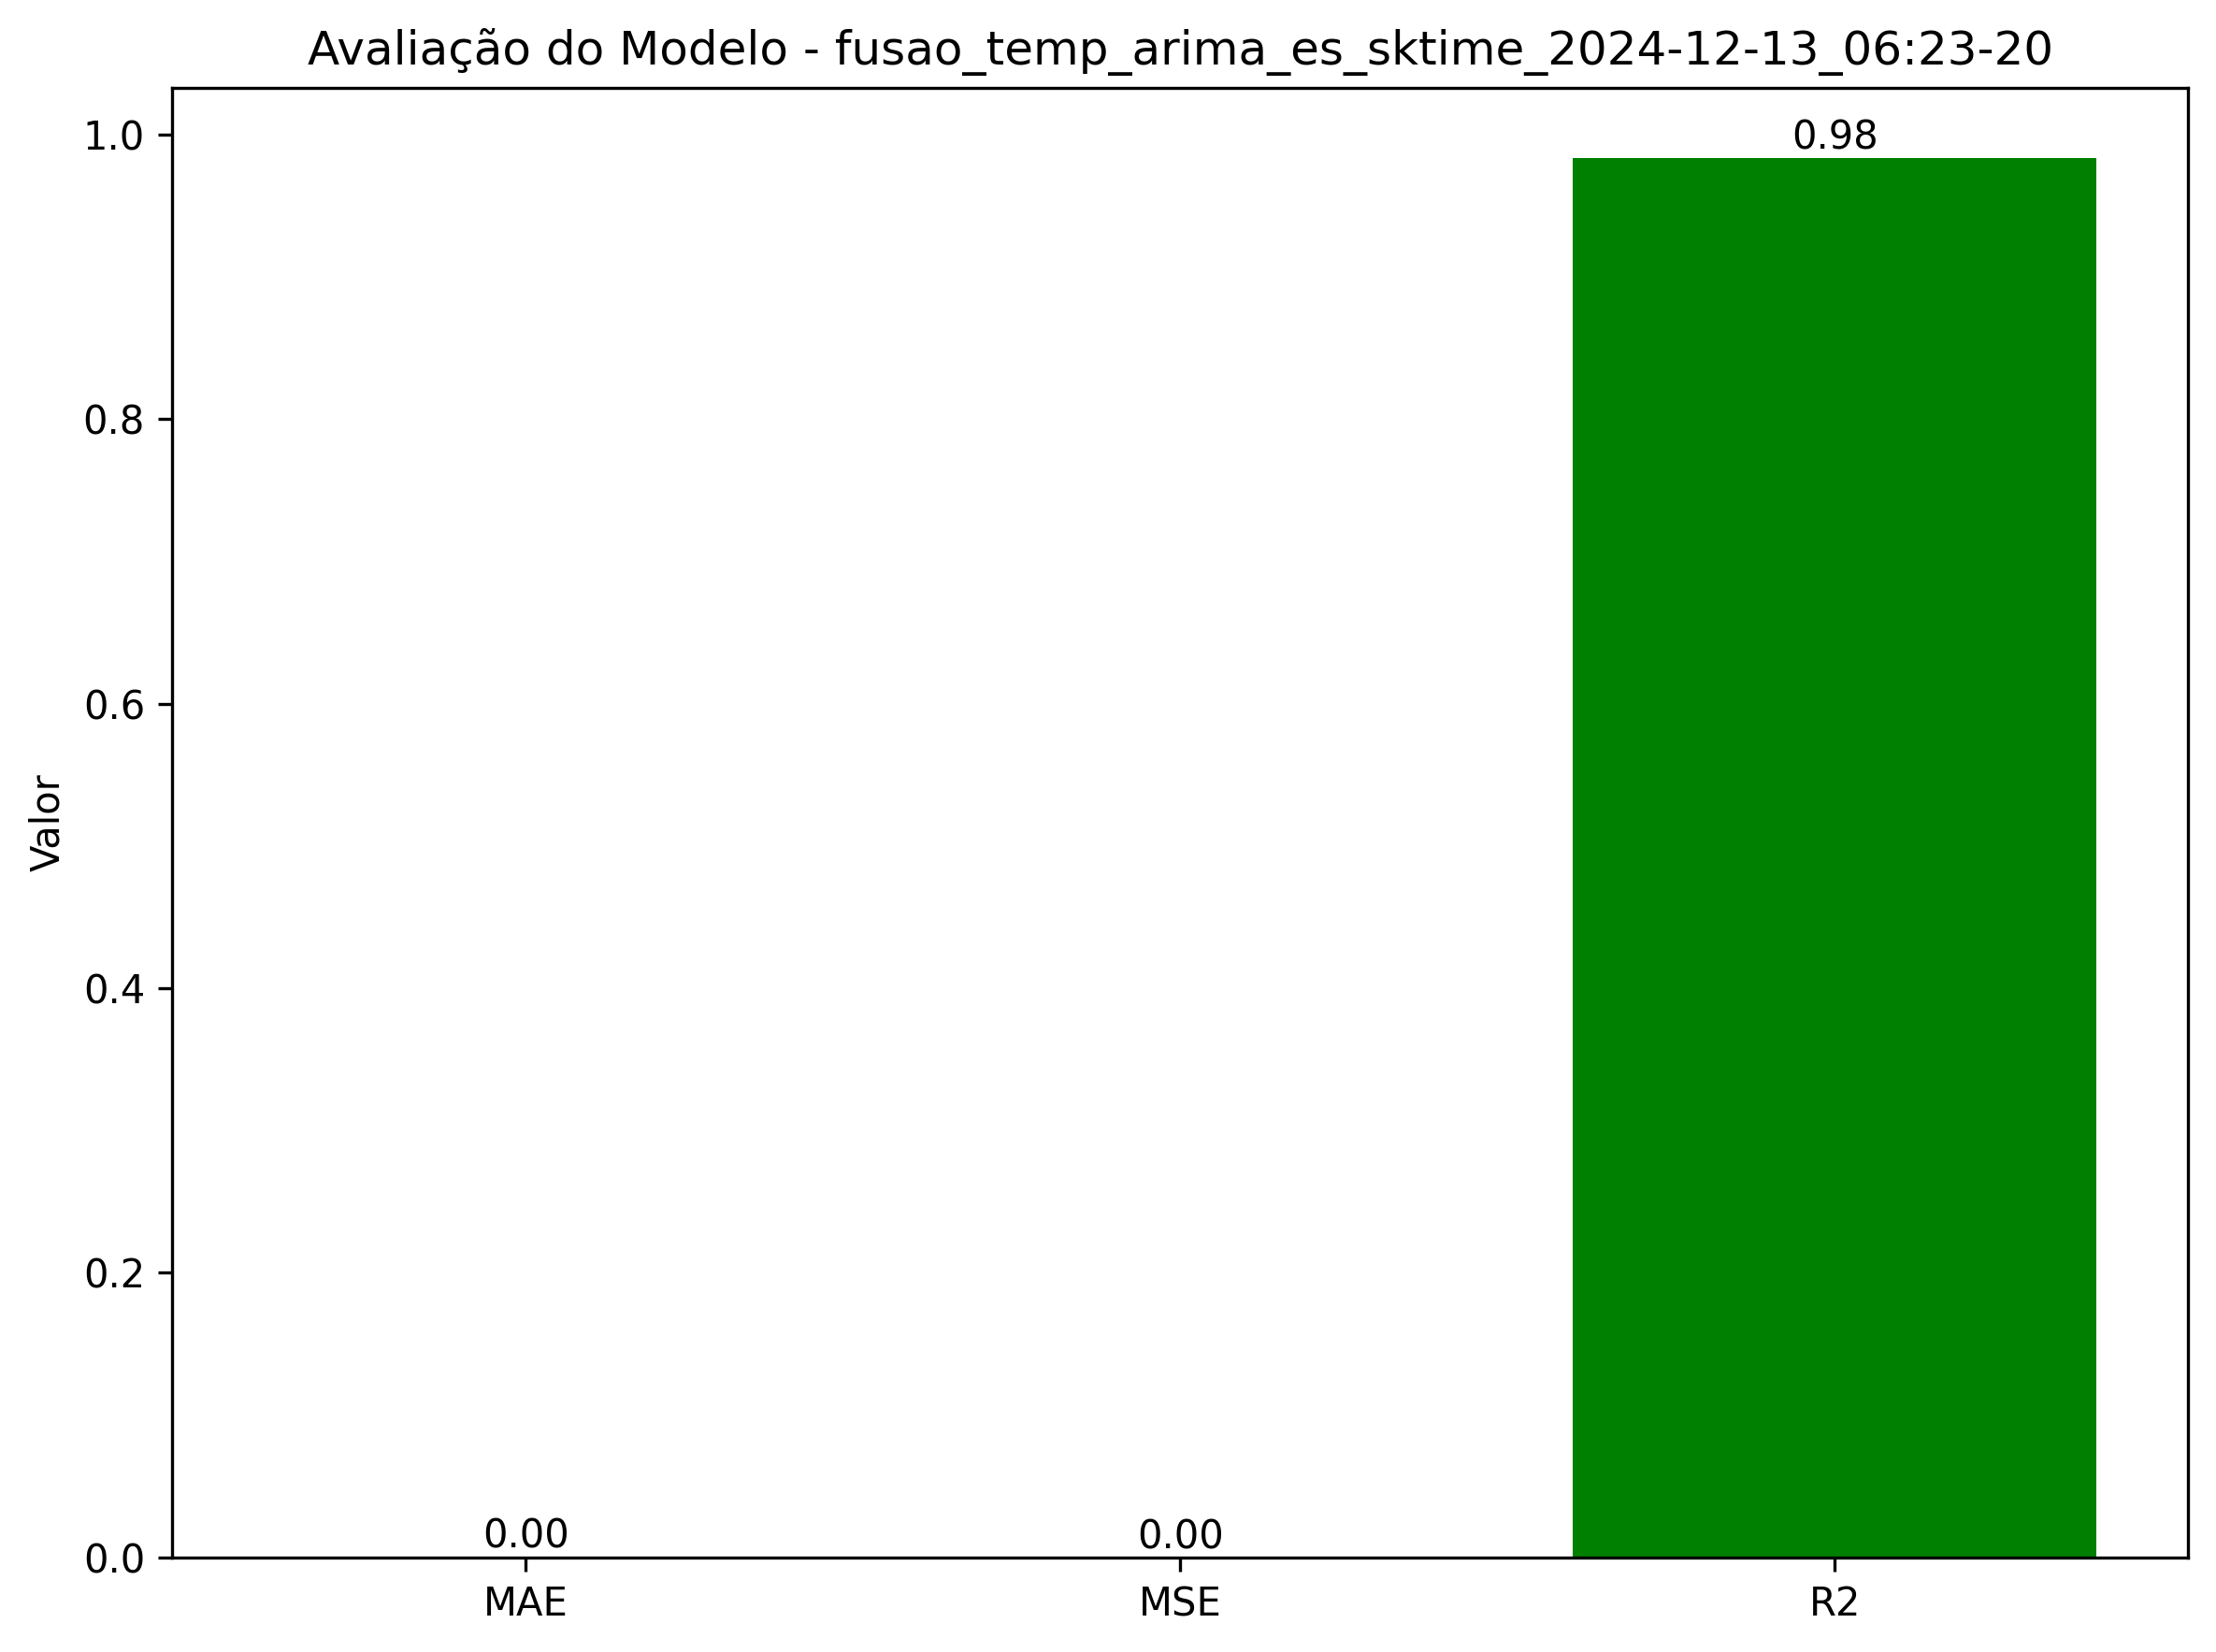 Avaliação do Modelo - fusao_temp_arima_es_sktime_2024-12-13_06:23-20
1.0
0.98
0.8
0.6
Valor
0.4
0.2
0.00
0.00
0.0
MAE
MSE
R2